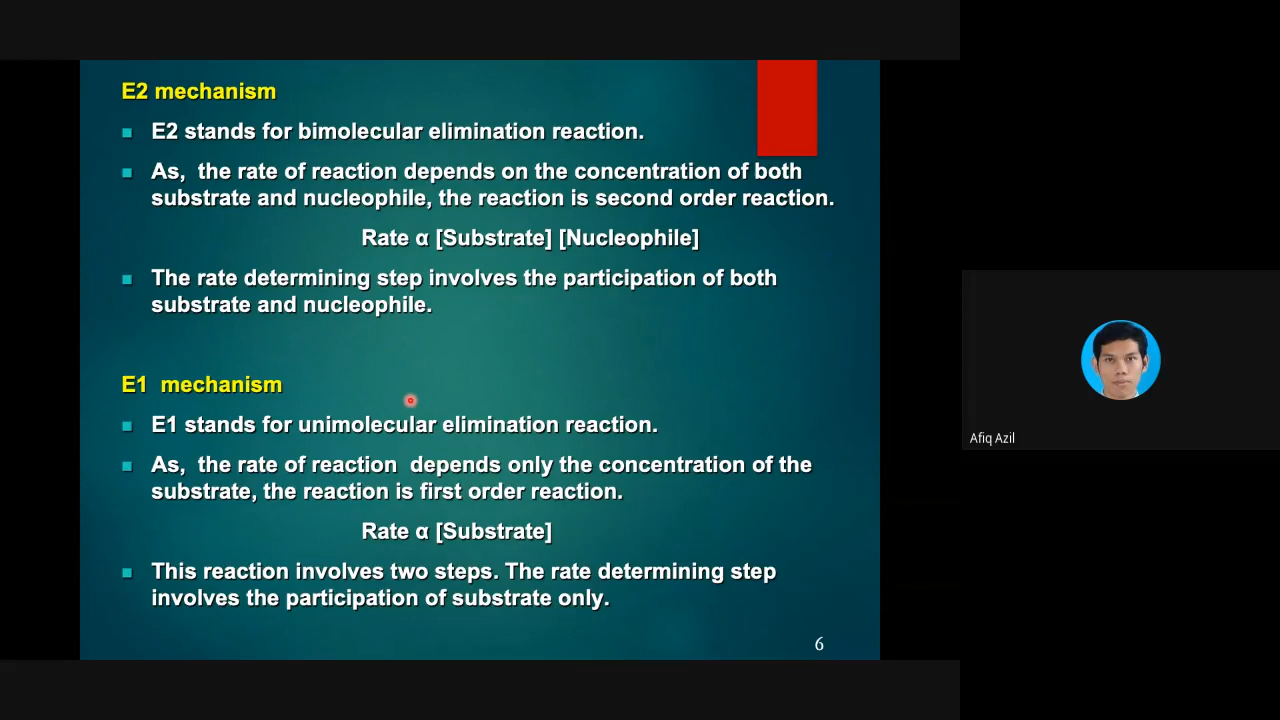 E2 mechanism
E2 stands for bimolecular elimination reaction.
As, the rate of reaction depends on the concentration of both
substrate and nucleophile, the reaction is second order reaction.
Rate α [Substrate] [Nucleophile]
The rate determining step involves the participation of both
substrate and nucleophile.
E1 mechanism
E1 stands for unimolecular elimination reaction.
As, the rate of reaction depends only the concentration of the
substrate, the reaction is first order reaction.
Rate α [Substrate]
This reaction involves two steps. The rate determining step
involves the participation of substrate only.
6
Afiq Azil